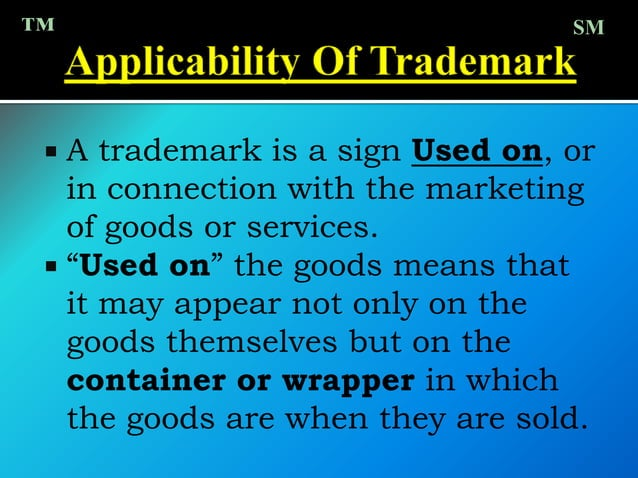 TM
SM
Applicability Of Trademark
▪ A trademark is a sign Used on, or
in connection with the marketing
of goods or services.
▪ “Used on” the goods means that
it may appear not only on the
goods themselves but on the
container or wrapper in which
the goods are when they are sold.